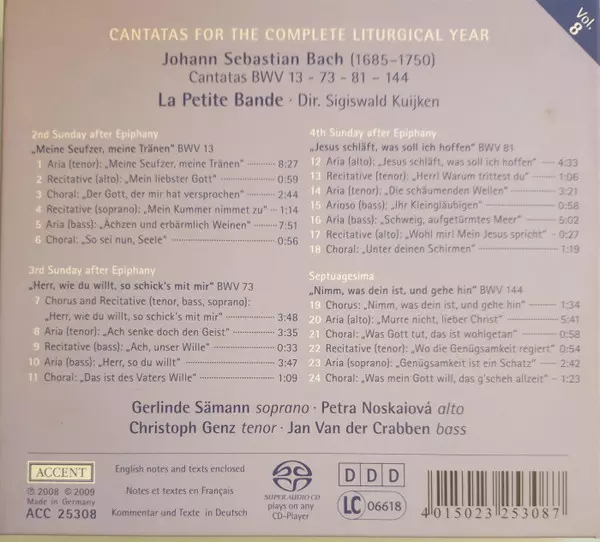 CANTATAS FOR THE COMPLETE LITURGICAL YEAR
Vol. 8
Johann Sebastian Bach (1685–1750)
Cantatas BWV 13 - 73 - 81 - 144
La Petite Bande · Dir. Sigiswald Kuijken
2nd Sunday after Epiphany
„Meine Seufzer, meine Tränen" BWV 13
1 Aria (tenor): „Meine Seufzer, meine Tränen" 8:27
2 Recitative (alto): „Mein liebster Gott" 0:59
3 Choral: „Der Gott, der mir hat versprochen" 2:44
4 Recitative (soprano): „Mein Kummer nimmet zu" 1:14
5 Aria (bass): „Ächzen und erbärmlich Weinen" 7:51
6 Choral: „So sei nun, Seele" 0:56
3rd Sunday after Epiphany
„Herr, wie du willt, so schick's mit mir" BWV 73
7 Chorus and Recitative (tenor, bass, soprano):
„Herr, wie du willt, so schick's mit mir" 3:48
8 Aria (tenor): „Ach senke doch den Geist" 3:35
9 Recitative (bass): „Ach, unser Wille" 0:33
10 Aria (bass): „Herr, so du willt" 3:47
11 Choral: „Das ist des Vaters Wille" 1:09
4th Sunday after Epiphany
„Jesus schläft, was soll ich hoffen" BWV 81
12 Aria (alto): „Jesus schläft, was soll ich hoffen" 4:33
13 Recitative (tenor): „Herr! Warum trittest du" 1:06
14 Aria (tenor): „Die schäumenden Wellen" 3:21
15 Arioso (bass): „Ihr Kleingläubigen" 0:58
16 Aria (bass): „Schweig, aufgetürmtes Meer" 5:02
17 Recitative (alto): „Wohl mir! Mein Jesus spricht" 0:27
18 Choral: „Unter deinen Schirmen" 1:19
Septuagesima
„Nimm, was dein ist, und gehe hin" BWV 144
19 Chorus: „Nimm, was dein ist, und gehe hin" 1:34
20 Aria (alto): „Murre nicht, lieber Christ" 5:41
21 Choral: „Was Gott tut, das ist wohlgetan" 0:58
22 Recitative (tenor): „Wo die Genügsamkeit regiert" 0:54
23 Aria (soprano): „Genügsamkeit ist ein Schatz" 2:42
24 Choral: „Was mein Gott will, das g'scheh allzeit" 1:23
Gerlinde Sämann soprano · Petra Noskaiová alto
Christoph Genz tenor · Jan Van der Crabben bass
ACCENT
℗ 2008 © 2009
Made in Germany
ACC 25308
English notes and texts enclosed
Notes et textes en Français
Kommentar und Texte in Deutsch
SUPER AUDIO CD
plays on any
CD-Player
D D D
LC 06618
4 015023 253087